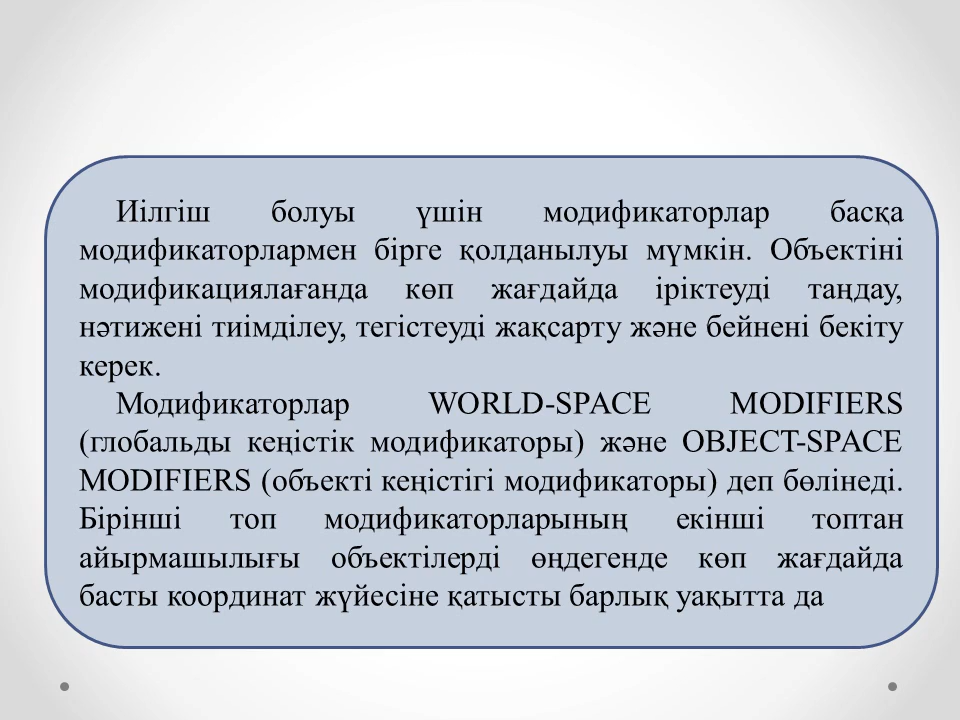 Иілгіш болуы үшін модификаторлар басқа
модификаторлармен бірге қолданылуы мүмкін. Объектіні
модификациялағанда көп жағдайда іріктеуді таңдау,
нәтижені тиімділеу, тегістеуді жақсарту және бейнені бекіту
керек.
Модификаторлар WORLD-SPACE MODIFIERS
(глобальды кеңістік модификаторы) және OBJECT-SPACE
MODIFIERS (объекті кеңістігі модификаторы) деп бөлінеді.
Бірінші топ модификаторларының екінші топтан
айырмашылығы объектілерді өңдегенде көп жағдайда
басты координат жүйесіне қатысты барлық уақытта да